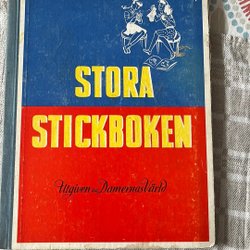 STORA
STICKBOKEN
Utgiven av Damernas Värld